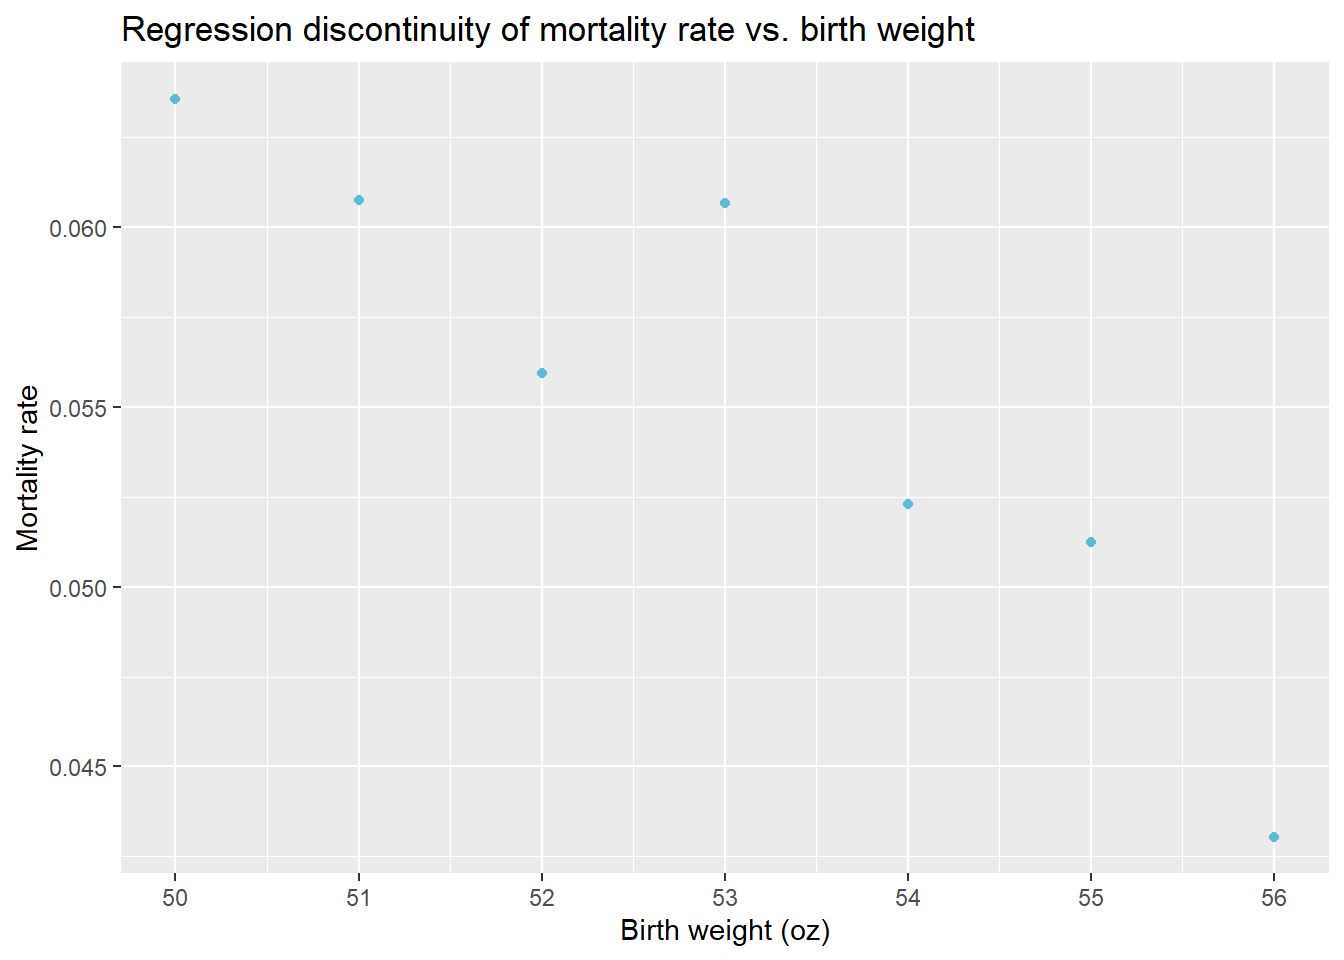 Regression discontinuity of mortality rate vs. birth weight
0.060
0.055
0.050
0.045
Mortality rate
50 51 52 53 54 55 56
Birth weight (oz)